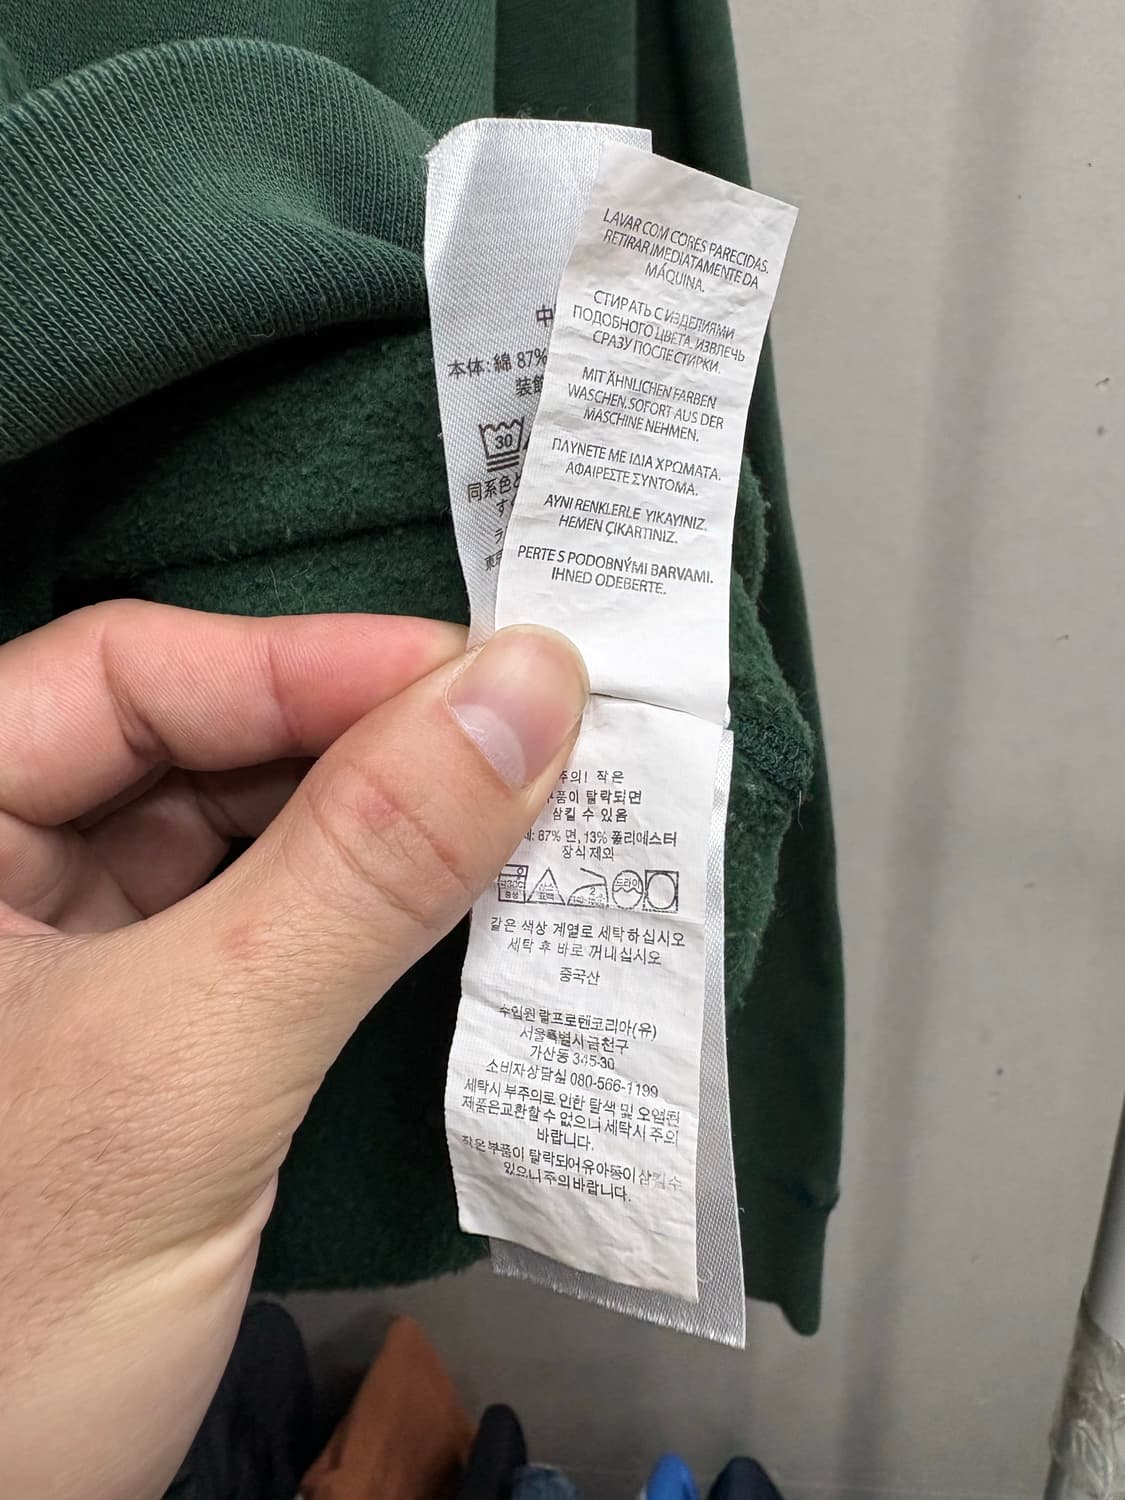 LAVAR COM CORES PARECIDAS.
RETIRAR IMEDIATAMENTE DA
MÁQUINA.
СТИРАТЬ С ИЗДЕЛИЯМИ
ПОДОБНОГО ЦВЕТА. ИЗВЛЕЧЬ
СРАЗУ ПОСЛЕ СТИРКИ.
MIT ÄHNLICHEN FARBEN
WASCHEN. SOFORT AUS DER
MASCHINE NEHMEN.
ΠΛΥΝΕΤΕ ΜΕ ΙΔΙΑ ΧΡΩΜΑΤΑ.
ΑΦΑΙΡΕΣΤΕ ΣΥΝΤΟΜΑ.
AYNI RENKLERLE YIKAYINIZ.
HEMEN ÇIKARTINIZ.
PERTE S PODOBNÝMI BARVAMI.
IHNED ODEBERTE.
中
本体: 綿 87%
装飾
30
同系色と
す
ラ
東京
주의! 작은
부품이 탈락되면
삼킬 수 있음
87% 면, 13% 폴리에스터
장식 제외
드라이
같은 색상 계열로 세탁하십시오
세탁 후 바로 꺼내십시오
중국산
수입원 랄프로렌코리아(유)
서울특별시 금천구
가산동 345-30
소비자상담실 080-566-1199
세탁시 부주의로 인한 탈색 및 오염된
제품은교환할 수 없으니 세탁시 주의
바랍니다.
작은 부품이 탈락되어유아동이 삼킬 수
있으니 주의바랍니다.